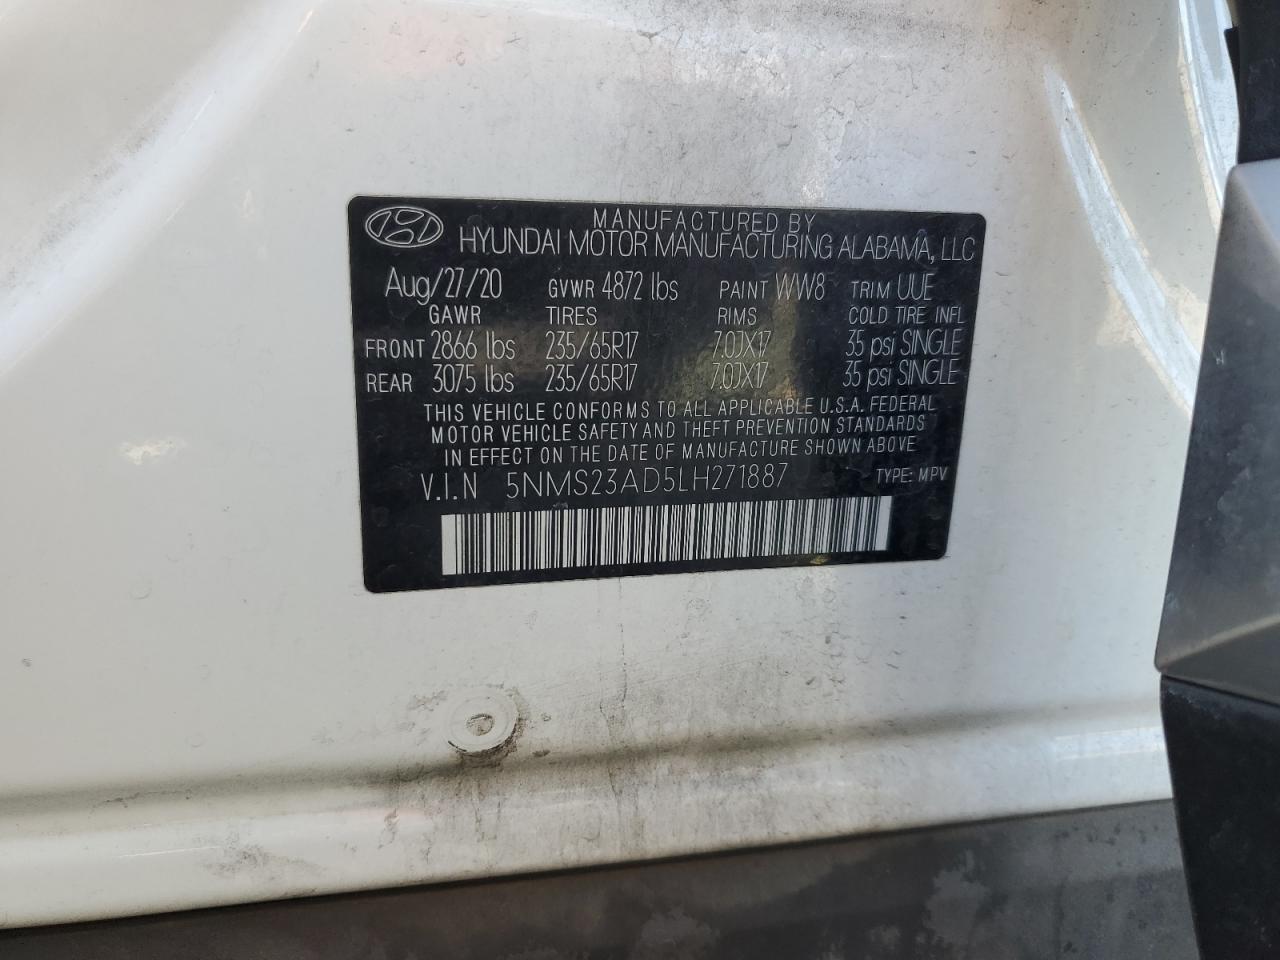 MANUFACTURED BY
HYUNDAI MOTOR MANUFACTURING ALABAMA, LLC
Aug/27/20 GVWR 4872 lbs PAINT WW8 TRIM UUE
GAWR TIRES RIMS COLD TIRE INFL
FRONT 2866 lbs 235/65R17 7.0JX17 35 psi SINGLE
REAR 3075 lbs 235/65R17 7.0JX17 35 psi SINGLE
THIS VEHICLE CONFORMS TO ALL APPLICABLE U.S.A. FEDERAL
MOTOR VEHICLE SAFETY AND THEFT PREVENTION STANDARDS
IN EFFECT ON THE DATE OF MANUFACTURE SHOWN ABOVE
V.I.N 5NMS23AD5LH271887 TYPE: MPV